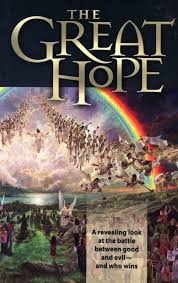 THE
GREAT
HOPE
A revealing look
at the battle
between good
and evil—
and who wins